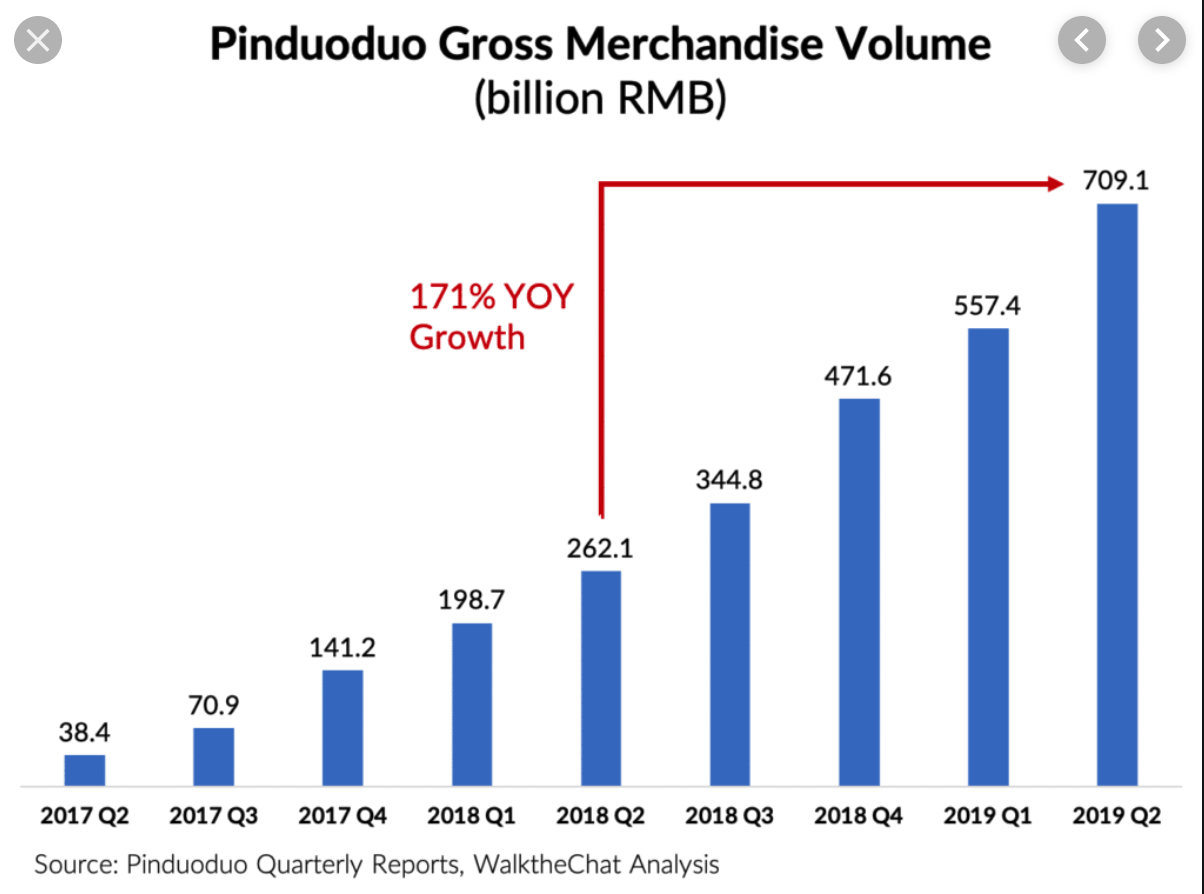 Pinduoduo Gross Merchandise Volume
(billion RMB)
709.1
171% YOY
Growth
557.4
471.6
344.8
262.1
198.7
141.2
70.9
38.4
2017 Q2 2017 Q3 2017 Q4 2018 Q1 2018 Q2 2018 Q3 2018 Q4 2019 Q1 2019 Q2
Source: Pinduoduo Quarterly Reports, WalktheChat Analysis